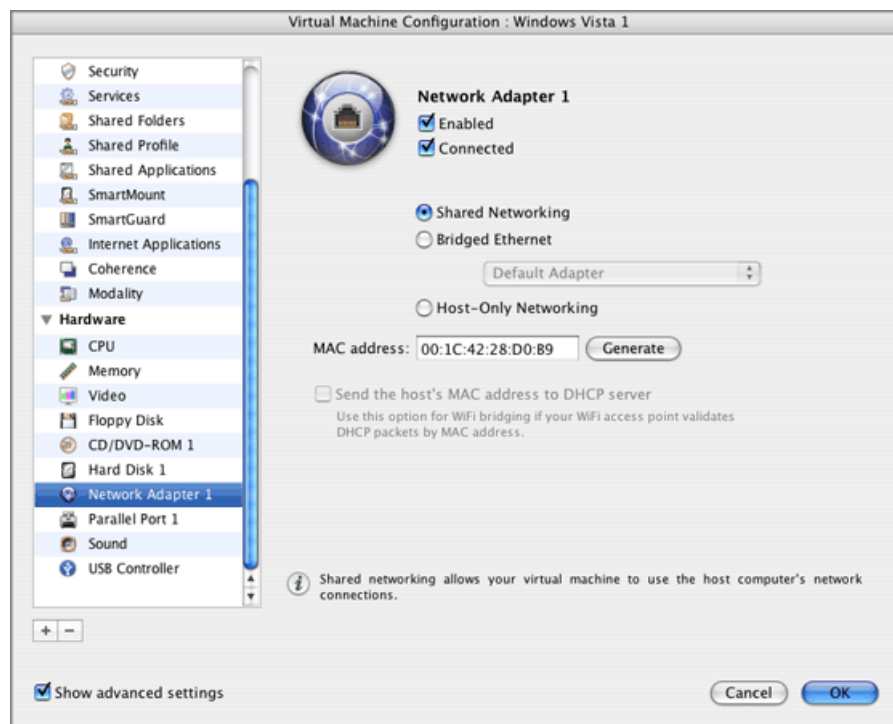 Virtual Machine Configuration : Windows Vista 1
Security
Services
Shared Folders
Shared Profile
Shared Applications
SmartMount
SmartGuard
Internet Applications
Coherence
Modality
Hardware
CPU
Memory
Video
Floppy Disk
CD/DVD-ROM 1
Hard Disk 1
Network Adapter 1
Parallel Port 1
Sound
USB Controller
Network Adapter 1
Enabled
Connected
Shared Networking
Bridged Ethernet
Default Adapter
Host-Only Networking
MAC address: 00:1C:42:28:D0:B9 Generate
Send the host's MAC address to DHCP server
Use this option for WiFi bridging if your WiFi access point validates
DHCP packets by MAC address.
Shared networking allows your virtual machine to use the host computer's network
connections.
+ −
Show advanced settings
Cancel OK